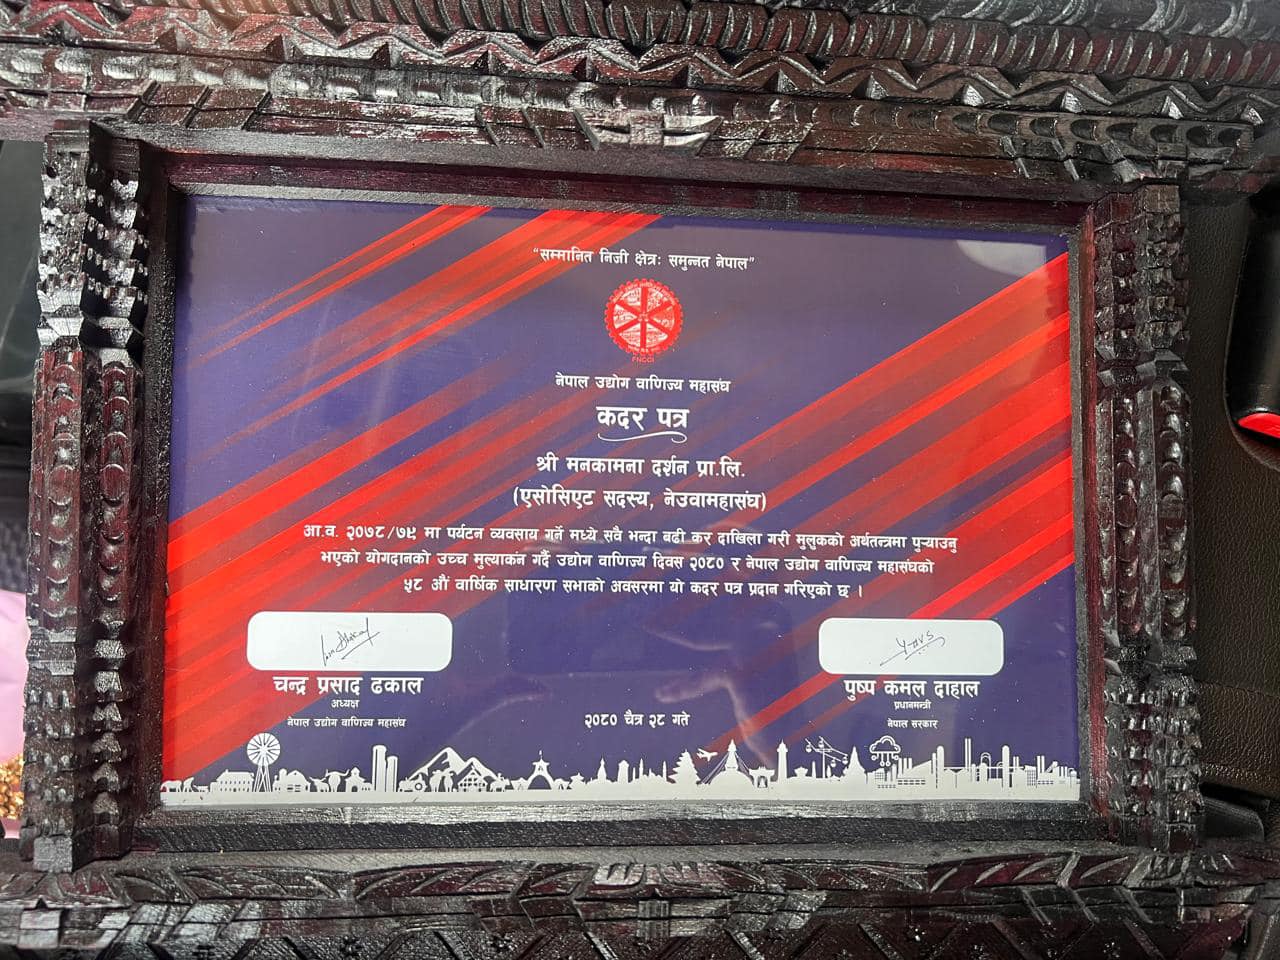 "सम्मानित निजी क्षेत्रः समुन्नत नेपाल"
FNCCI
नेपाल उद्योग वाणिज्य महासंघ
कदर पत्र
श्री मनकामना दर्शन प्रा.लि.
(एसोसिएट सदस्य, नेउवामहासंघ)
आ.व. २०७८/७९ मा पर्यटन व्यवसाय गर्ने मध्ये सवै भन्दा बढी कर दाखिला गरी मुलुकको अर्थतन्त्रमा पुऱ्याउनु
भएको योगदानको उच्च मुल्याकंन गर्दै उद्योग वाणिज्य दिवस २०८० र नेपाल उद्योग वाणिज्य महासंघको
५८ औं वार्षिक साधारण सभाको अवसरमा यो कदर पत्र प्रदान गरिएको छ ।
चन्द्र प्रसाद ढकाल
अध्यक्ष
नेपाल उद्योग वाणिज्य महासंघ
२०८० चैत्र २८ गते
पुष्प कमल दाहाल
प्रधानमन्त्री
नेपाल सरकार